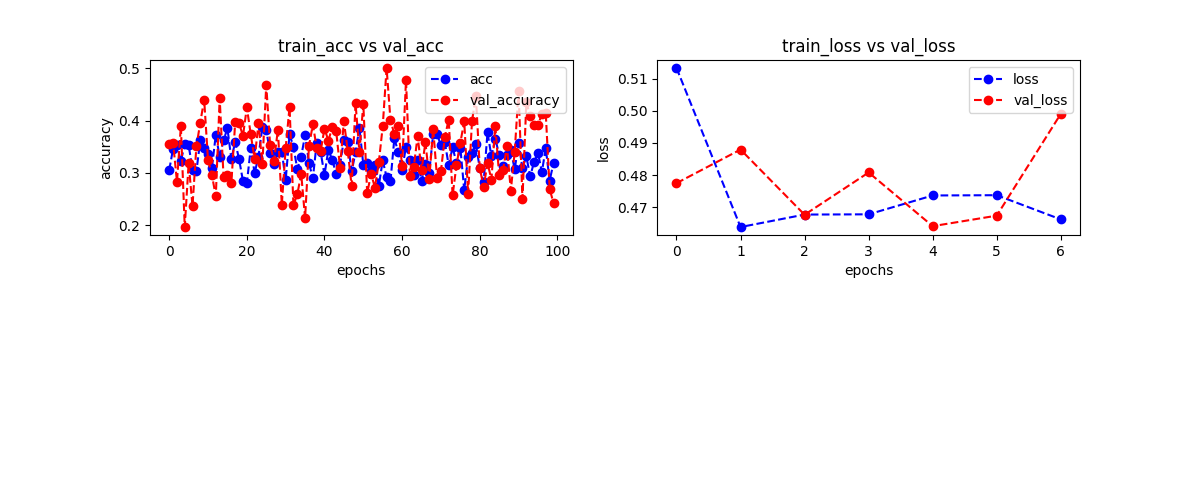 train_acc vs val_acc
acc
val_accuracy
0.5
0.4
0.3
0.2
accuracy
0 20 40 60 80 100
epochs
train_loss vs val_loss
loss
val_loss
0.51
0.50
0.49
0.48
0.47
loss
0 1 2 3 4 5 6
epochs